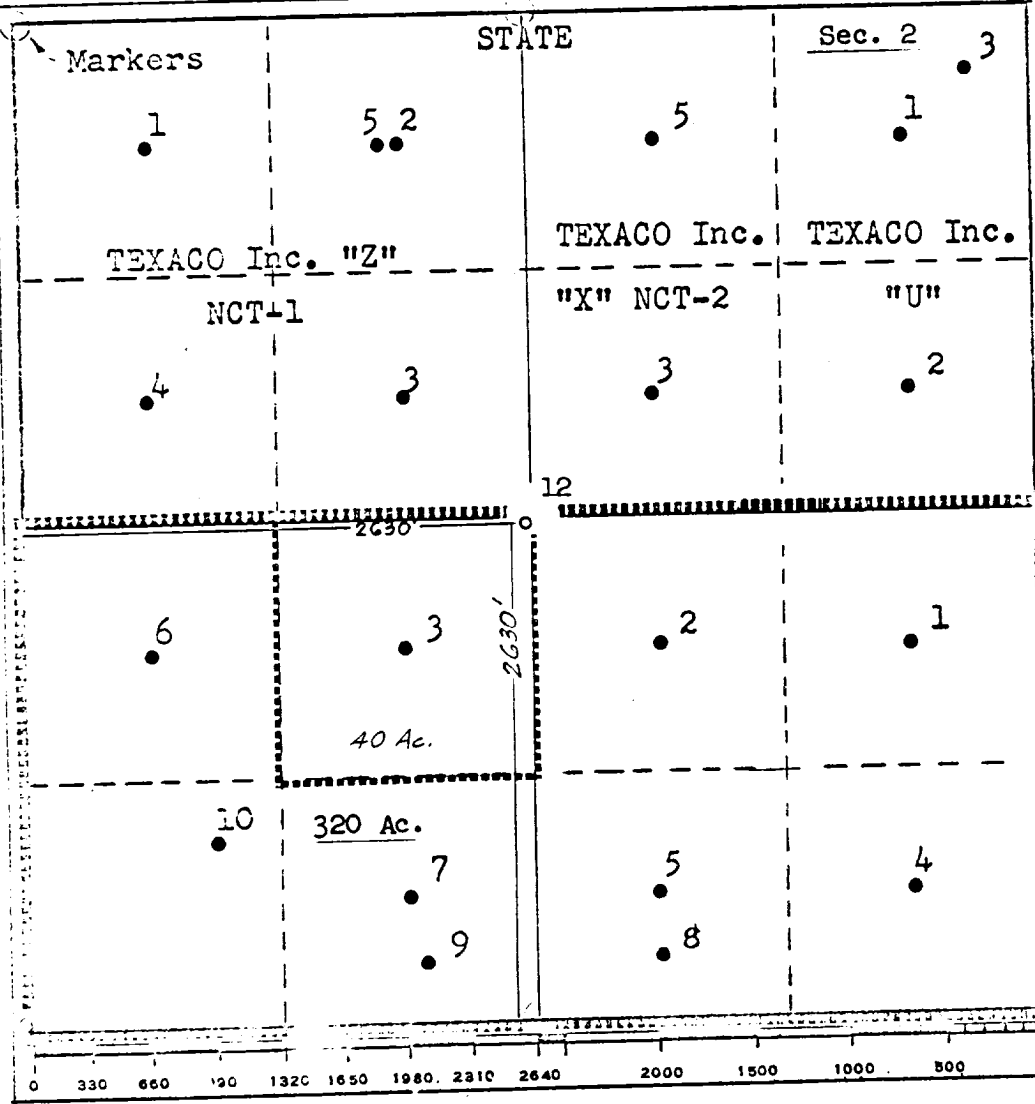 STATE
Sec. 2
Markers
3
1
5 2
5
1
TEXACO Inc. "Z"
NCT-1
TEXACO Inc.
"X" NCT-2
TEXACO Inc.
"U"
4
3
3
2
12
2630'
2630'
6
3
2
1
40 Ac.
10
320 Ac.
7
5
4
9
8
0 330 660 990 1320 1650 1980. 2310 2640 2000 1500 1000 500